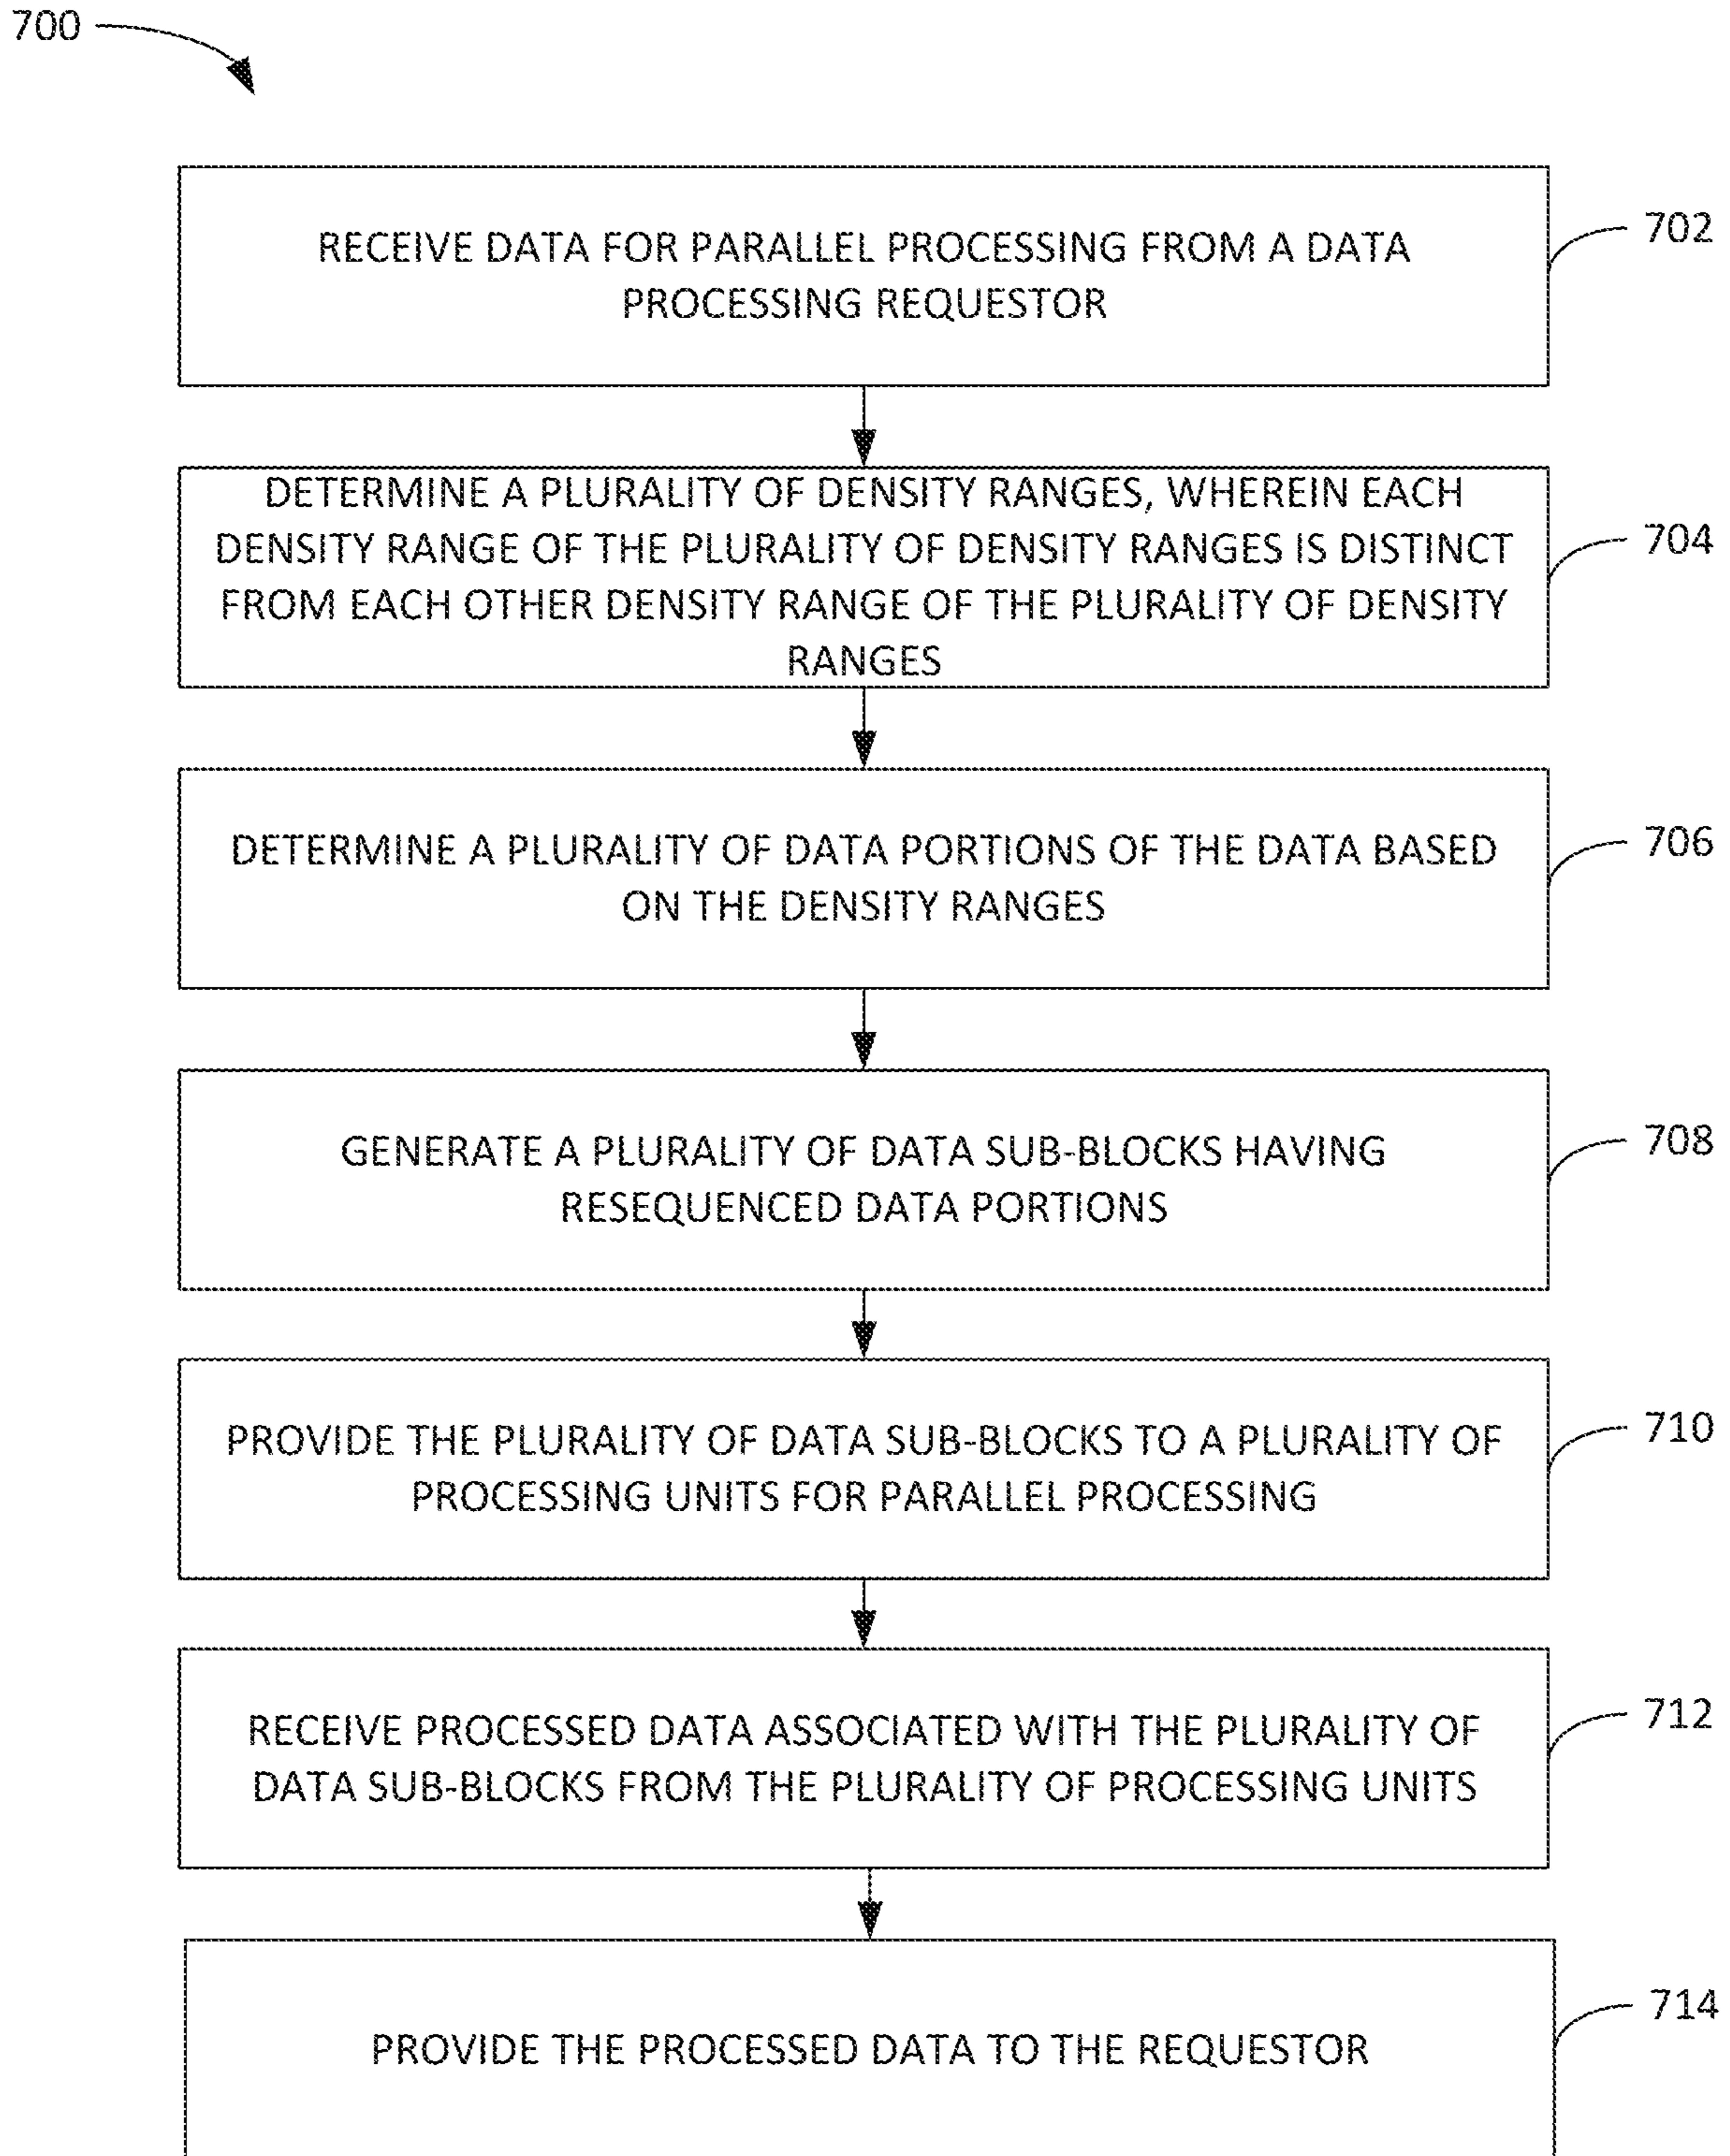 700
RECEIVE DATA FOR PARALLEL PROCESSING FROM A DATA
PROCESSING REQUESTOR
702
DETERMINE A PLURALITY OF DENSITY RANGES, WHEREIN EACH
DENSITY RANGE OF THE PLURALITY OF DENSITY RANGES IS DISTINCT
FROM EACH OTHER DENSITY RANGE OF THE PLURALITY OF DENSITY
RANGES
704
DETERMINE A PLURALITY OF DATA PORTIONS OF THE DATA BASED
ON THE DENSITY RANGES
706
GENERATE A PLURALITY OF DATA SUB-BLOCKS HAVING
RESEQUENCED DATA PORTIONS
708
PROVIDE THE PLURALITY OF DATA SUB-BLOCKS TO A PLURALITY OF
PROCESSING UNITS FOR PARALLEL PROCESSING
710
RECEIVE PROCESSED DATA ASSOCIATED WITH THE PLURALITY OF
DATA SUB-BLOCKS FROM THE PLURALITY OF PROCESSING UNITS
712
PROVIDE THE PROCESSED DATA TO THE REQUESTOR
714